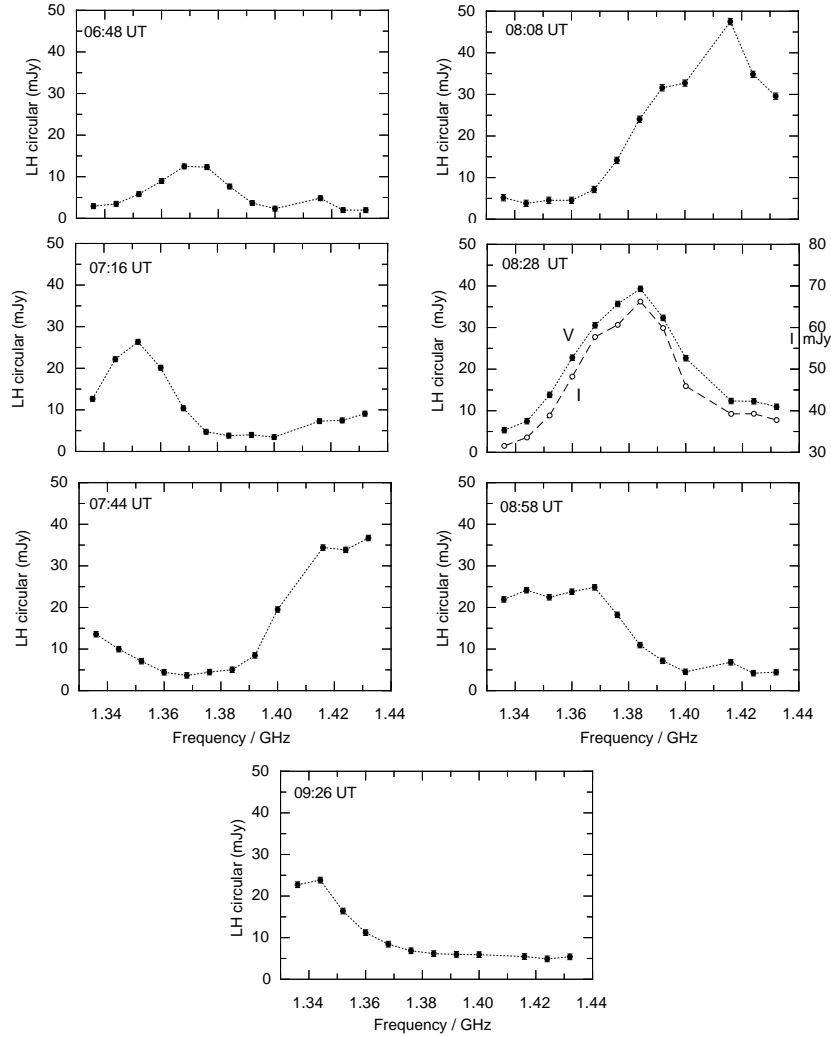 06:48 UT
LH circular (mJy)
50
40
30
20
10
0
08:08 UT
LH circular (mJy)
50
40
30
20
10
0
07:16 UT
LH circular (mJy)
50
40
30
20
10
0
08:28 UT
LH circular (mJy)
50
40
30
20
10
0
V
I
80
70
60
50
40
30
I mJy
07:44 UT
LH circular (mJy)
50
40
30
20
10
0
1.34 1.36 1.38 1.40 1.42 1.44
Frequency / GHz
08:58 UT
LH circular (mJy)
50
40
30
20
10
0
1.34 1.36 1.38 1.40 1.42 1.44
Frequency / GHz
09:26 UT
LH circular (mJy)
50
40
30
20
10
0
1.34 1.36 1.38 1.40 1.42 1.44
Frequency / GHz